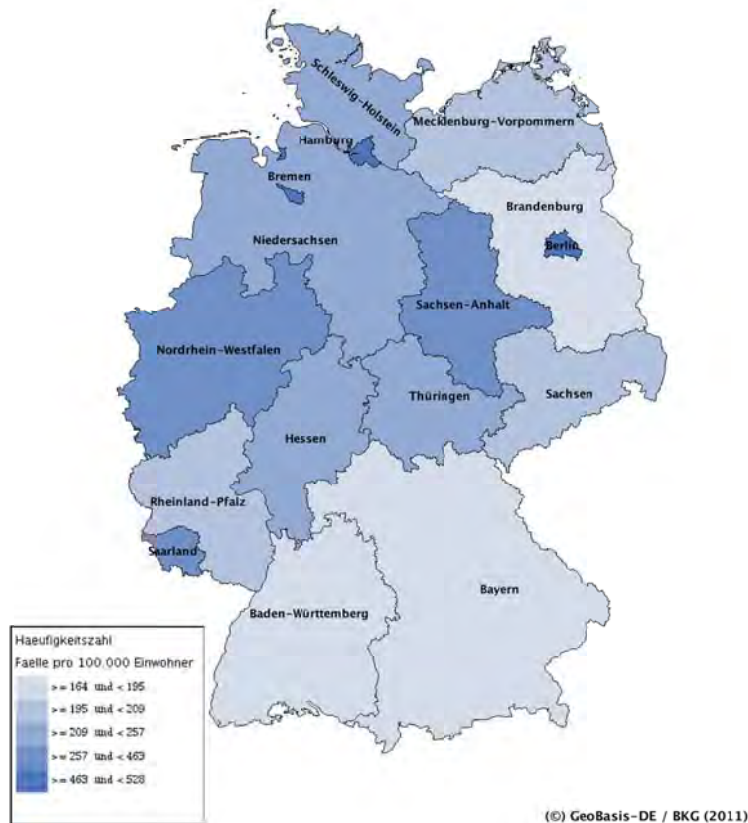 Schleswig-Holstein
Mecklenburg-Vorpommern
Hamburg
Bremen
Brandenburg
Berlin
Niedersachsen
Sachsen-Anhalt
Nordrhein-Westfalen
Thüringen
Sachsen
Hessen
Rheinland-Pfalz
Saarland
Bayern
Baden-Württemberg
Haeufigkeitszahl
Faelle pro 100.000 Einwohner
>= 164 und < 195
>= 195 und < 209
>= 209 und < 257
>= 257 und < 463
>= 463 und < 528
(©) GeoBasis-DE / BKG (2011)